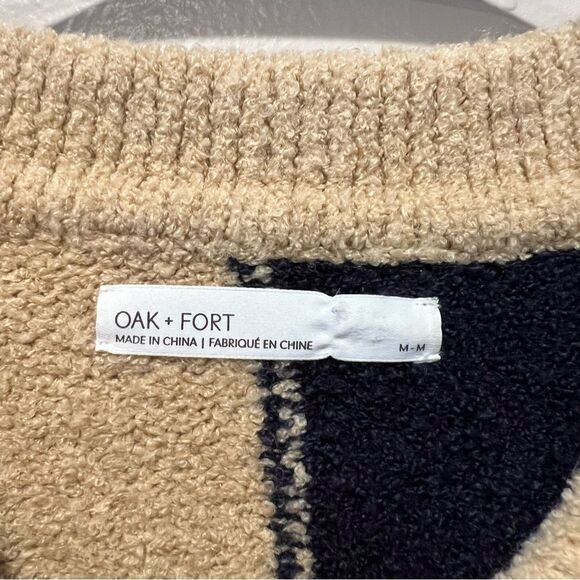 OAK + FORT
MADE IN CHINA | FABRIQUÉ EN CHINE
M-M